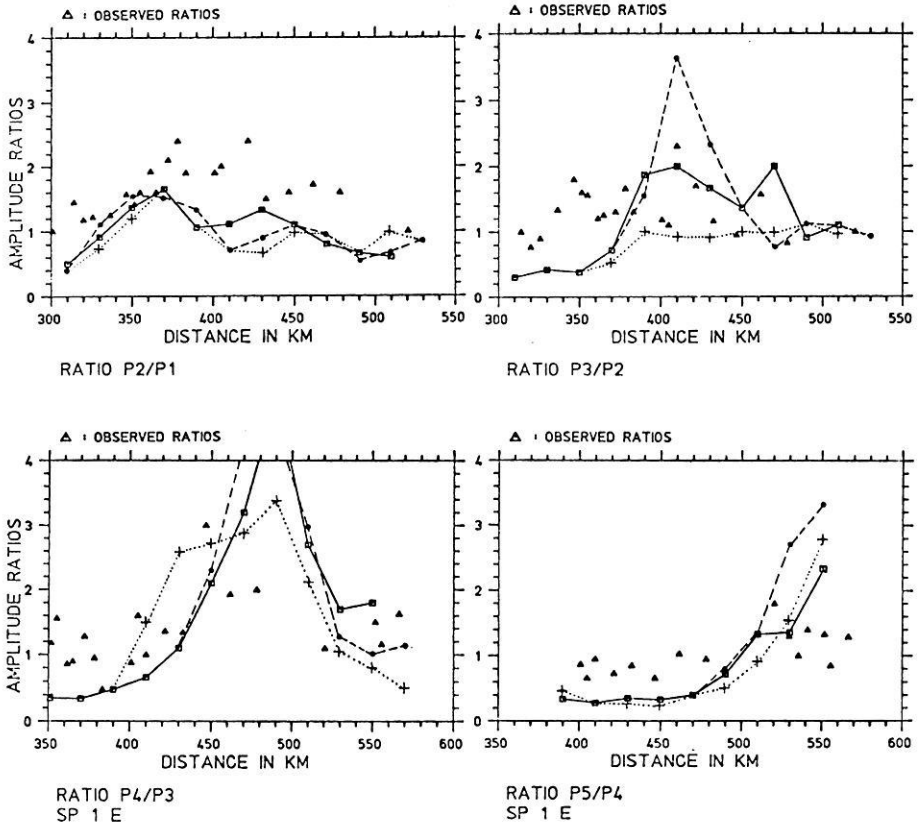 △ : OBSERVED RATIOS
4
3
2
1
0
AMPLITUDE RATIOS
300 350 400 450 500 550
DISTANCE IN KM
RATIO P2/P1
△ : OBSERVED RATIOS
4
3
2
1
0
300 350 400 450 500 550
DISTANCE IN KM
RATIO P3/P2
△ : OBSERVED RATIOS
4
3
2
1
0
AMPLITUDE RATIOS
350 400 450 500 550 600
DISTANCE IN KM
RATIO P4/P3
SP 1 E
△ : OBSERVED RATIOS
4
3
2
1
0
350 400 450 500 550 600
DISTANCE IN KM
RATIO P5/P4
SP 1 E